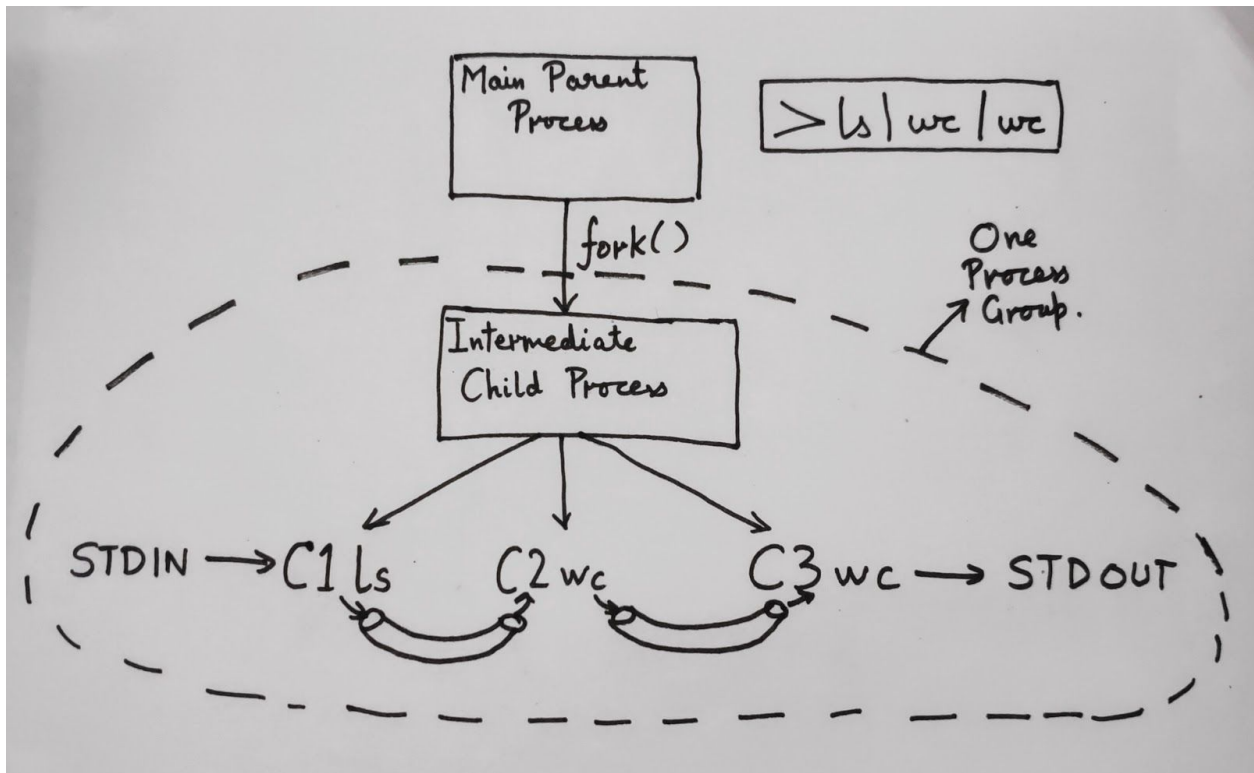 Main Parent
Process
> ls | wc | wc
fork()
One
Process
Group.
Intermediate
Child Process
STDIN
C1 ls
C2 wc
C3 wc
STDOUT